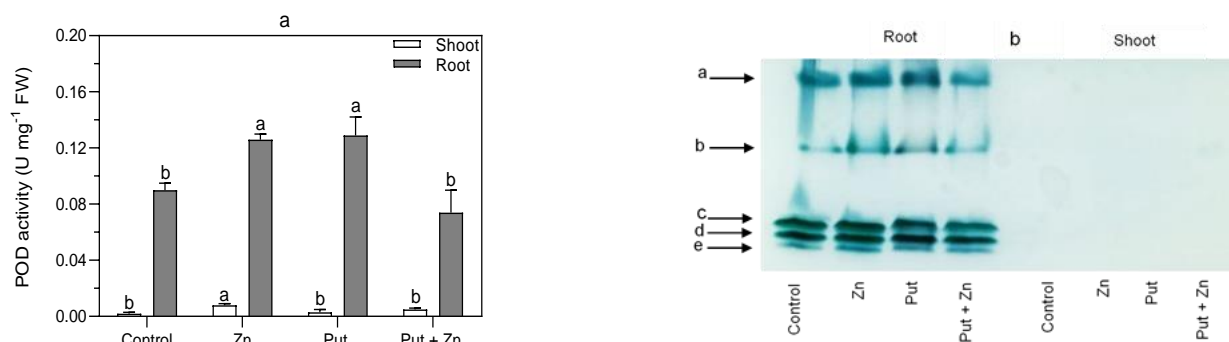 a
0.20
0.16
0.12
0.08
0.04
0.00
POD activity (U mg-1 FW)
Shoot
Root
b
b
a
a
b
a
b
b
Control
Zn
Put
Put + Zn
Root b Shoot
a
b
c
d
e
Control
Zn
Put
Put + Zn
Control
Zn
Put
Put + Zn